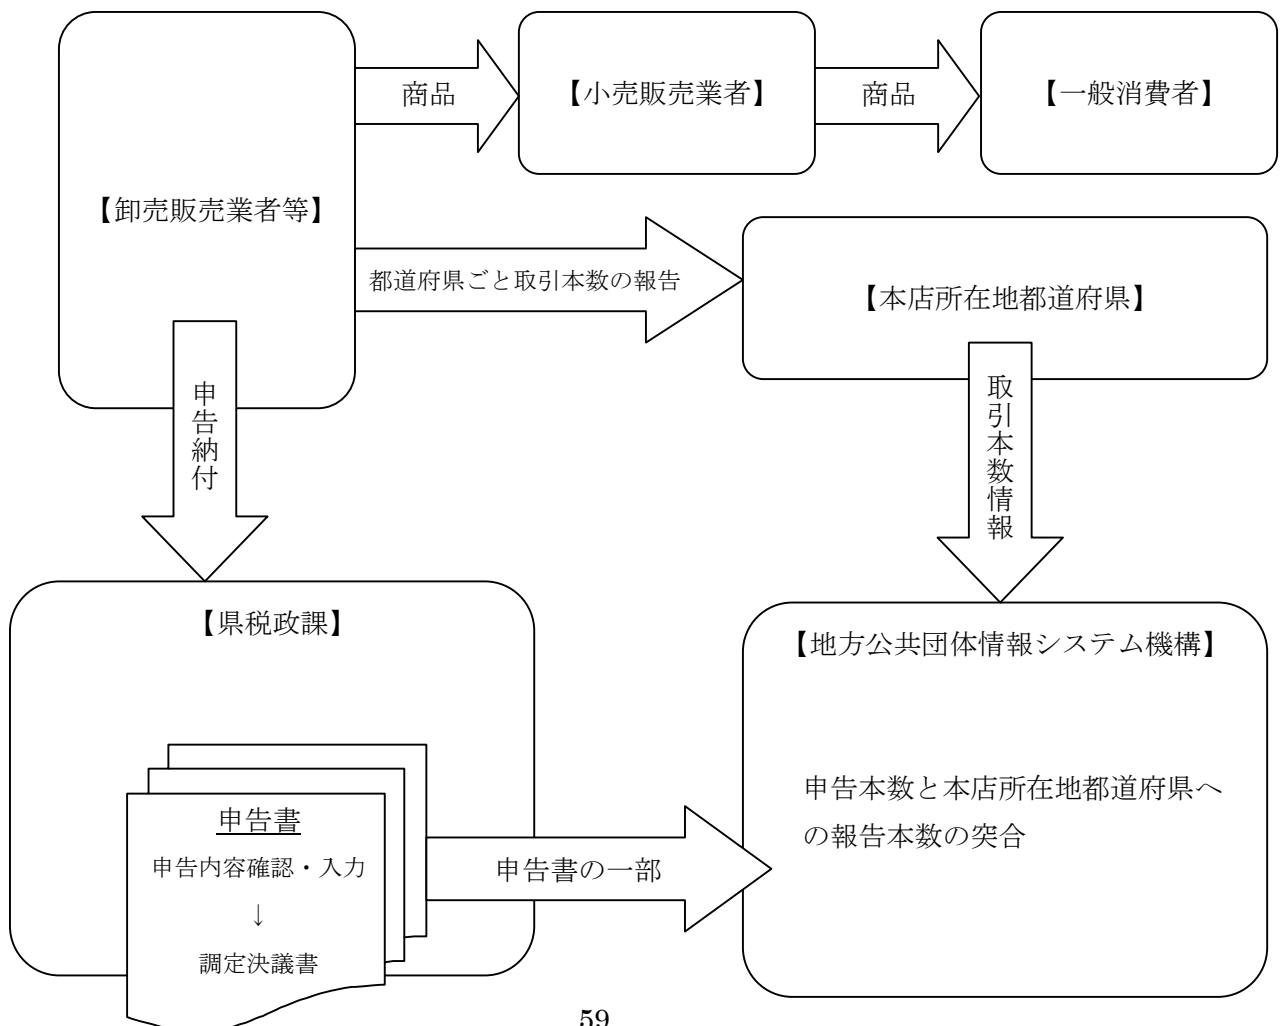 商品
【小売販売業者】
商品
【一般消費者】
【卸売販売業者等】
都道府県ごと取引本数の報告
【本店所在地都道府県】
申告納付
取引本数情報
【県税政課】
【地方公共団体情報システム機構】
申告本数と本店所在地都道府県へ
の報告本数の突合
申告書
申告内容確認・入力
↓
調定決議書
申告書の一部
59